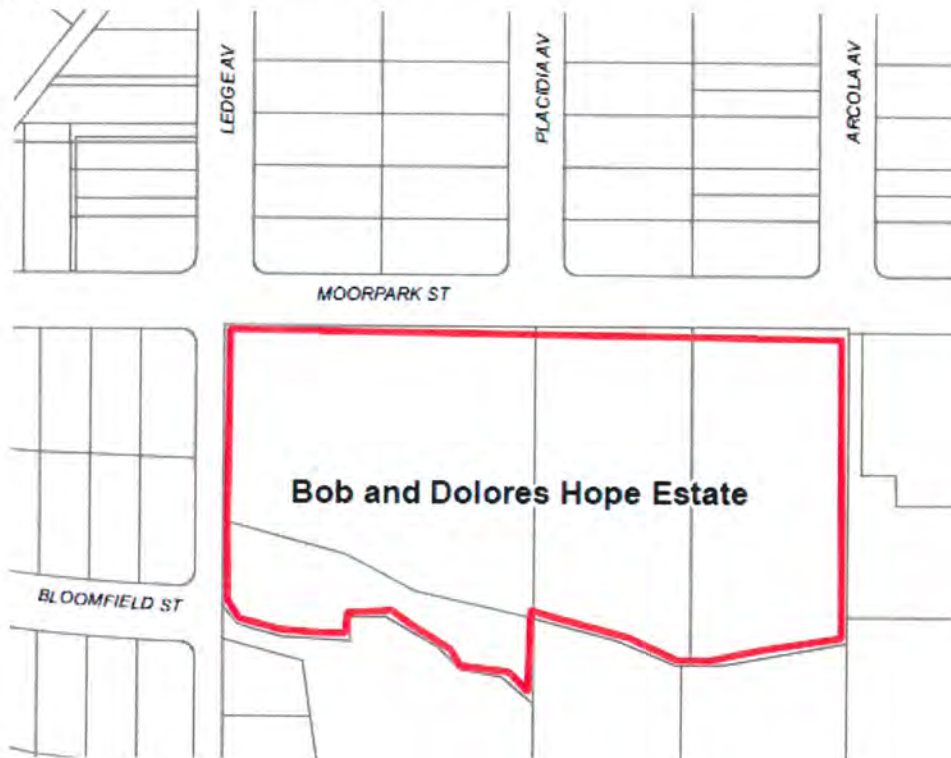 LEDGE AV
PLACIDIA AV
ARCOLA AV
MOORPARK ST
Bob and Dolores Hope Estate
BLOOMFIELD ST